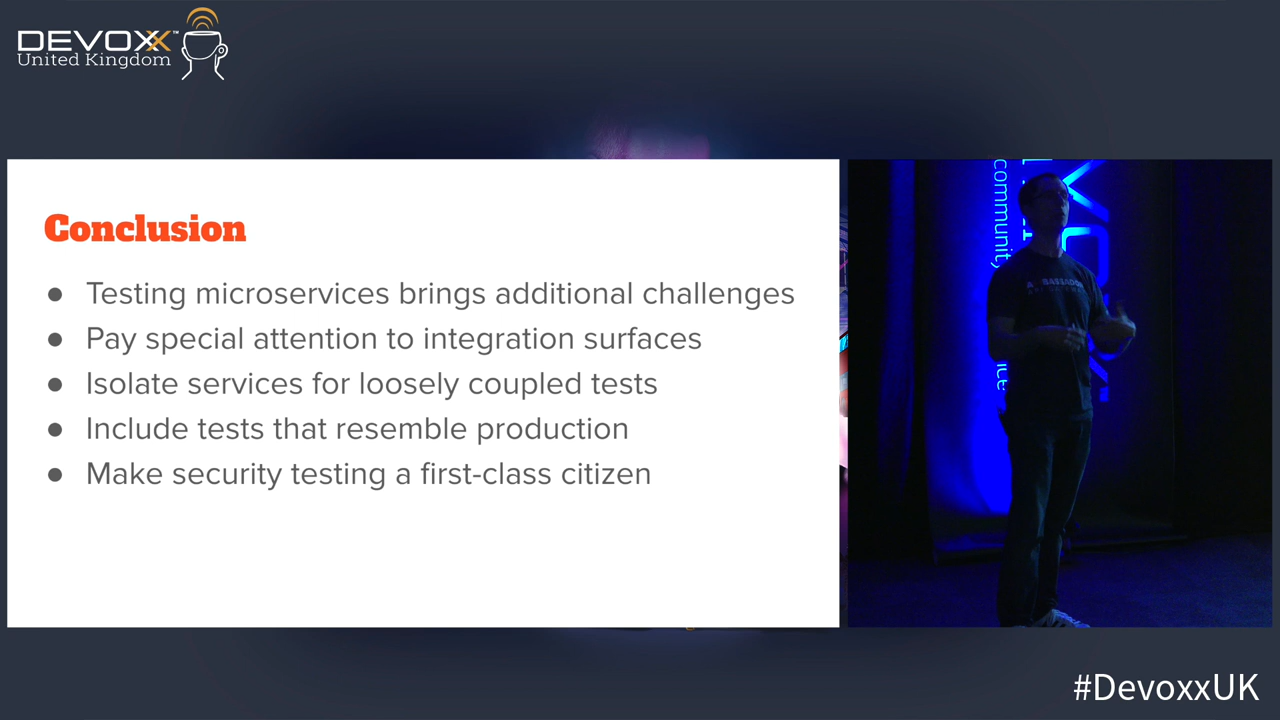 DEVOXX™
United Kingdom
Conclusion
● Testing microservices brings additional challenges
● Pay special attention to integration surfaces
● Isolate services for loosely coupled tests
● Include tests that resemble production
● Make security testing a first-class citizen
community
#DevoxxUK